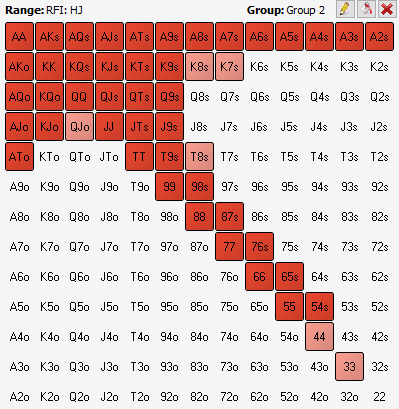 Range: RFI: HJ Group: Group 2
AA AKs AQs AJs ATs A9s A8s A7s A6s A5s A4s A3s A2s
AKo KK KQs KJs KTs K9s K8s K7s K6s K5s K4s K3s K2s
AQo KQo QQ QJs QTs Q9s Q8s Q7s Q6s Q5s Q4s Q3s Q2s
AJo KJo QJo JJ JTs J9s J8s J7s J6s J5s J4s J3s J2s
ATo KTo QTo JTo TT T9s T8s T7s T6s T5s T4s T3s T2s
A9o K9o Q9o J9o T9o 99 98s 97s 96s 95s 94s 93s 92s
A8o K8o Q8o J8o T8o 98o 88 87s 86s 85s 84s 83s 82s
A7o K7o Q7o J7o T7o 97o 87o 77 76s 75s 74s 73s 72s
A6o K6o Q6o J6o T6o 96o 86o 76o 66 65s 64s 63s 62s
A5o K5o Q5o J5o T5o 95o 85o 75o 65o 55 54s 53s 52s
A4o K4o Q4o J4o T4o 94o 84o 74o 64o 54o 44 43s 42s
A3o K3o Q3o J3o T3o 93o 83o 73o 63o 53o 43o 33 32s
A2o K2o Q2o J2o T2o 92o 82o 72o 62o 52o 42o 32o 22